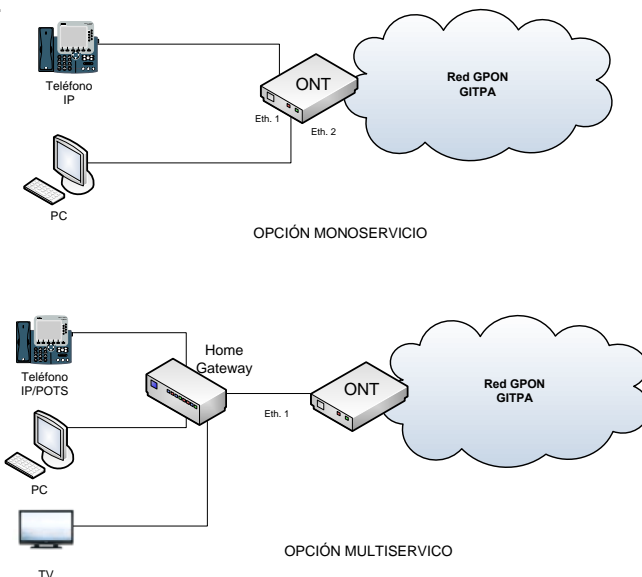 Teléfono
IP
ONT
Red GPON
GITPA
Eth. 1
Eth. 2
PC
OPCIÓN MONOSERVICIO
Teléfono
IP/POTS
Home
Gateway
Eth. 1
ONT
Red GPON
GITPA
PC
TV
OPCIÓN MULTISERVICO